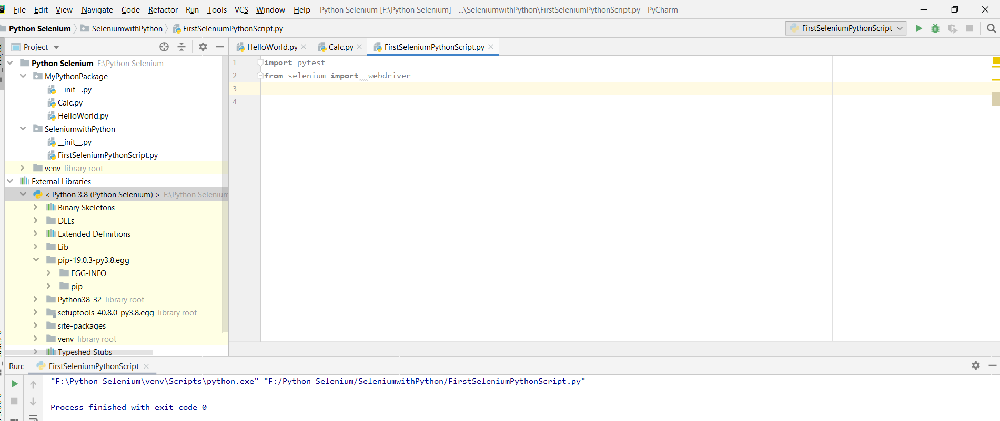 File Edit View Navigate Code Refactor Run Tools VCS Window Help Python Selenium [F:\Python Selenium] - ...\SeleniumwithPython\FirstSeleniumPythonScript.py - PyCharm
Python Selenium SeleniumwithPython FirstSeleniumPythonScript.py FirstSeleniumPythonScript
Project HelloWorld.py Calc.py FirstSeleniumPythonScript.py
Python Selenium F:\Python Selenium
MyPythonPackage
__init__.py
Calc.py
HelloWorld.py
SeleniumwithPython
__init__.py
FirstSeleniumPythonScript.py
venv library root
External Libraries
< Python 3.8 (Python Selenium) > F:\Python Selenium
Binary Skeletons
DLLs
Extended Definitions
Lib
pip-19.0.3-py3.8.egg
EGG-INFO
pip
Python38-32 library root
setuptools-40.8.0-py3.8.egg library root
site-packages
venv library root
Typeshed Stubs
1 import pytest
2 from selenium import  webdriver
3
4
Run: FirstSeleniumPythonScript
"F:\Python Selenium\venv\Scripts\python.exe" "F:/Python Selenium/SeleniumwithPython/FirstSeleniumPythonScript.py"
Process finished with exit code 0